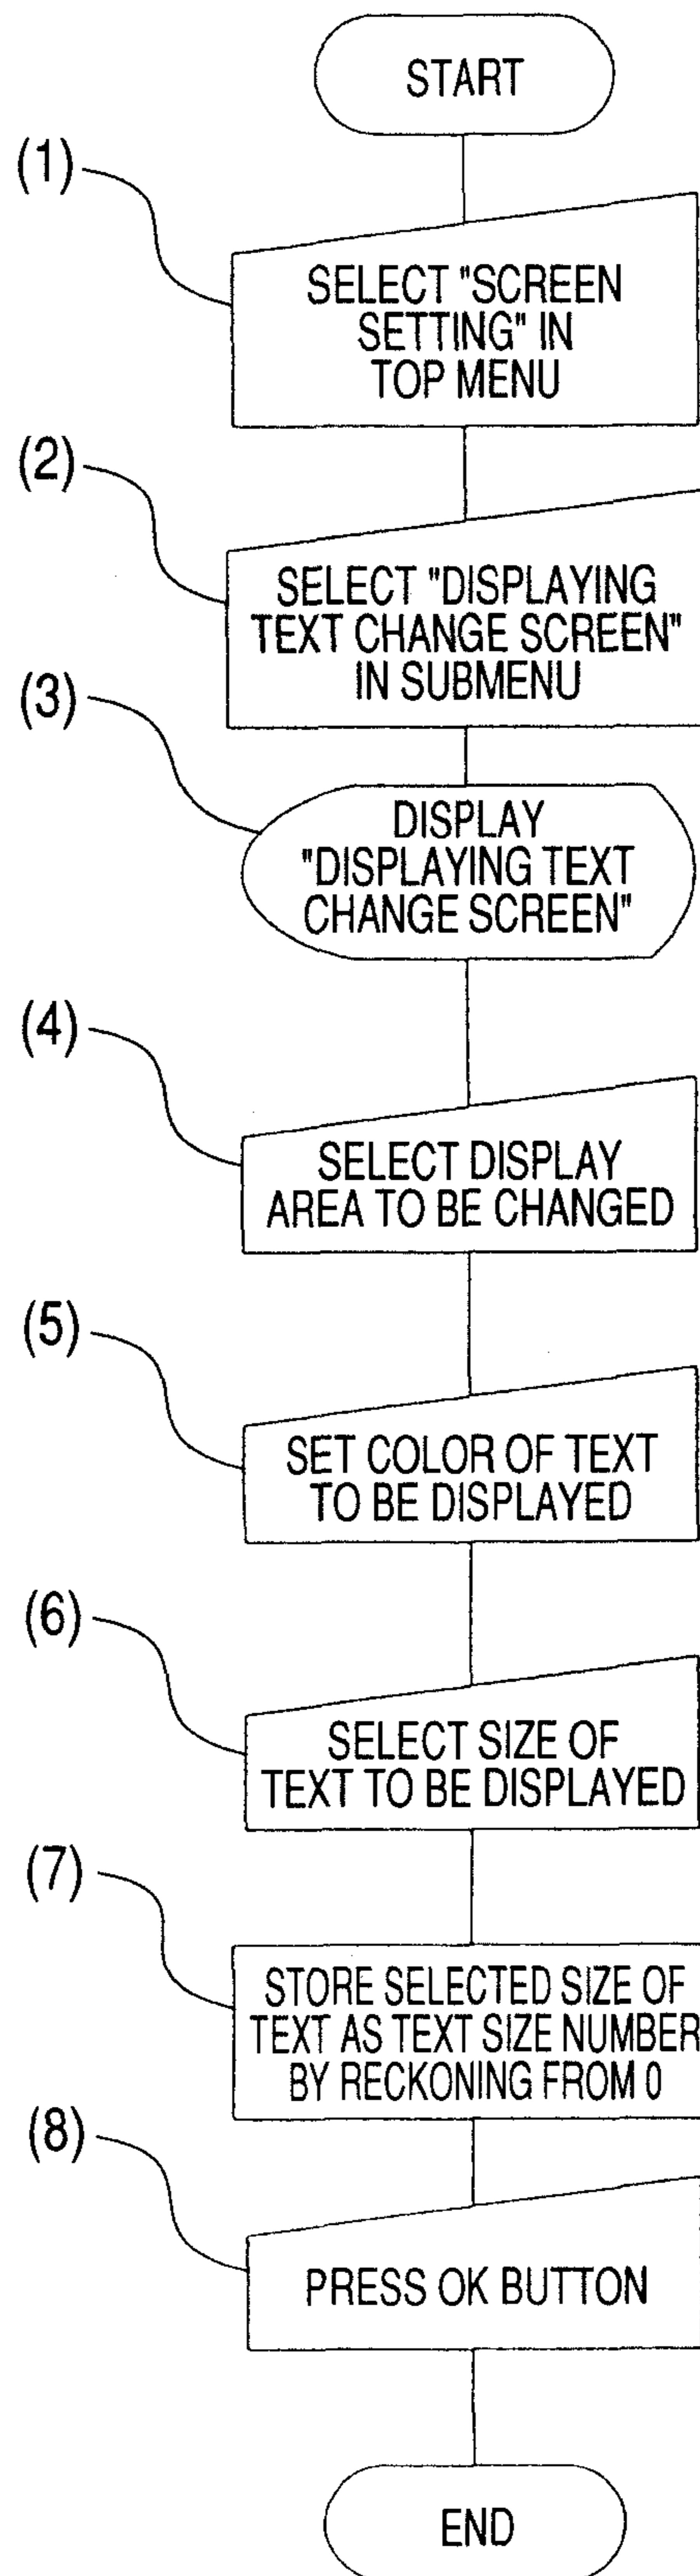 START
(1)
SELECT "SCREEN
SETTING" IN
TOP MENU
(2)
SELECT "DISPLAYING
TEXT CHANGE SCREEN"
IN SUBMENU
(3)
DISPLAY
"DISPLAYING TEXT
CHANGE SCREEN"
(4)
SELECT DISPLAY
AREA TO BE CHANGED
(5)
SET COLOR OF TEXT
TO BE DISPLAYED
(6)
SELECT SIZE OF
TEXT TO BE DISPLAYED
(7)
STORE SELECTED SIZE OF
TEXT AS TEXT SIZE NUMBER
BY RECKONING FROM 0
(8)
PRESS OK BUTTON
END